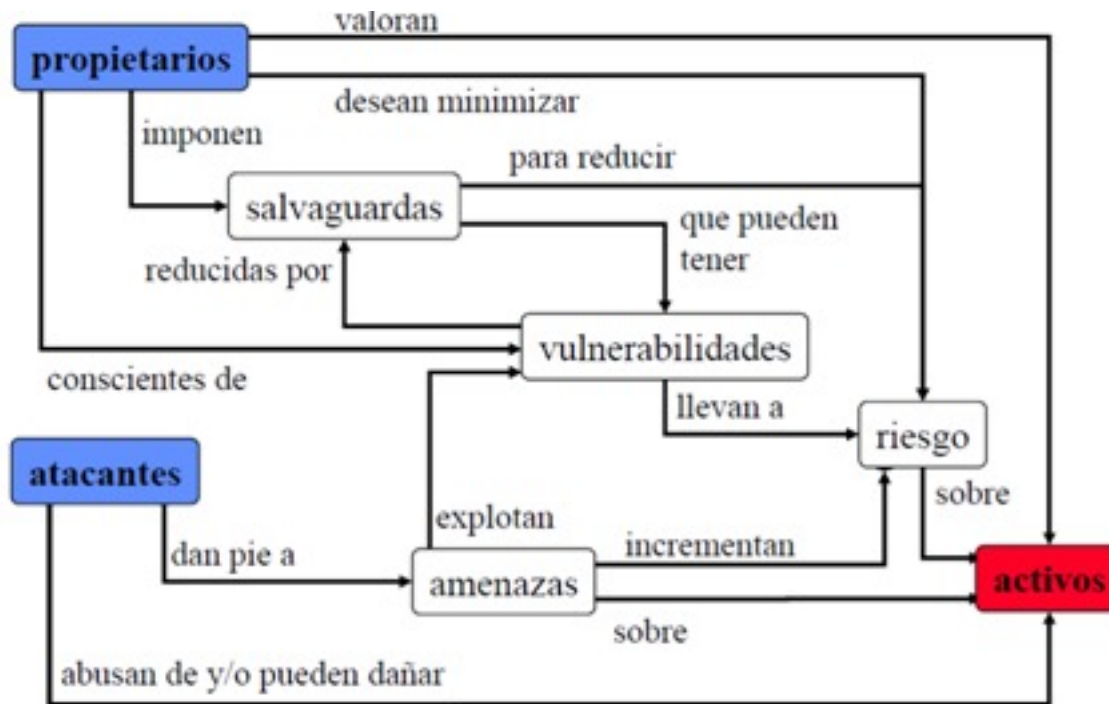 valoran
propietarios
desean minimizar
imponen
para reducir
salvaguardas
que pueden
tener
reducidas por
vulnerabilidades
conscientes de
llevan a
riesgo
atacantes
sobre
explotan
dan pie a
incrementan
amenazas
activos
sobre
abusan de y/o pueden dañar